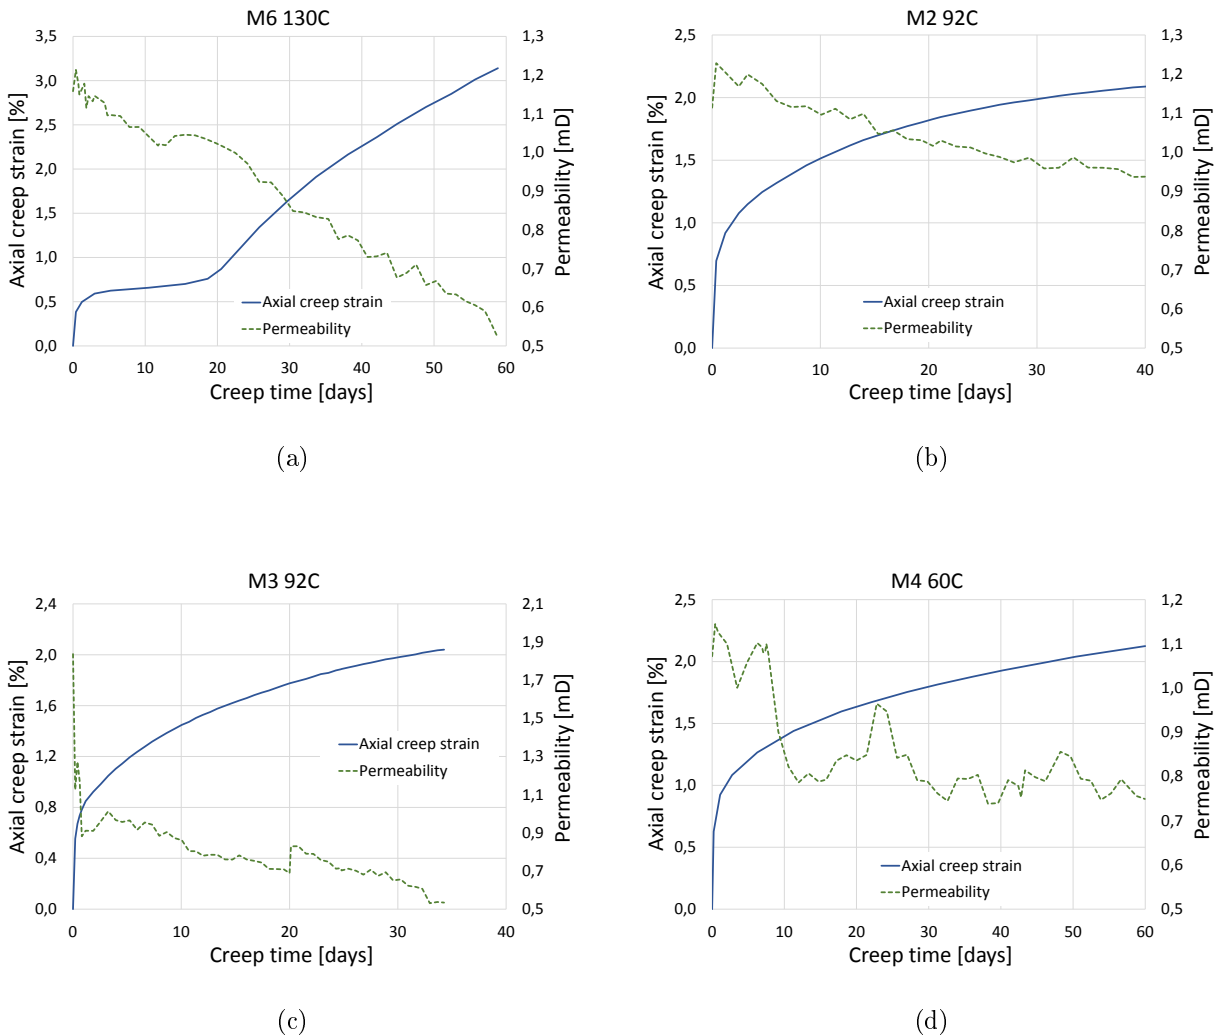 M6 130C
3,5
3,0
2,5
2,0
1,5
1,0
0,5
0,0
Axial creep strain [%]
1,3
1,2
1,1
1,0
0,9
0,8
0,7
0,6
0,5
Permeability [mD]
Axial creep strain
Permeability
0 10 20 30 40 50 60
Creep time [days]
(a)
M2 92C
2,5
2,0
1,5
1,0
0,5
0,0
Axial creep strain [%]
1,3
1,2
1,1
1,0
0,9
0,8
0,7
0,6
0,5
Permeability [mD]
Axial creep strain
Permeability
0 10 20 30 40
Creep time [days]
(b)
M3 92C
2,4
2,0
1,6
1,2
0,8
0,4
0,0
Axial creep strain [%]
2,1
1,9
1,7
1,5
1,3
1,1
0,9
0,7
0,5
Permeability [mD]
Axial creep strain
Permeability
0 10 20 30 40
Creep time [days]
(c)
M4 60C
2,5
2,0
1,5
1,0
0,5
0,0
Axial creep strain [%]
1,2
1,1
1,0
0,9
0,8
0,7
0,6
0,5
Permeability [mD]
Axial creep strain
Permeability
0 10 20 30 40 50 60
Creep time [days]
(d)